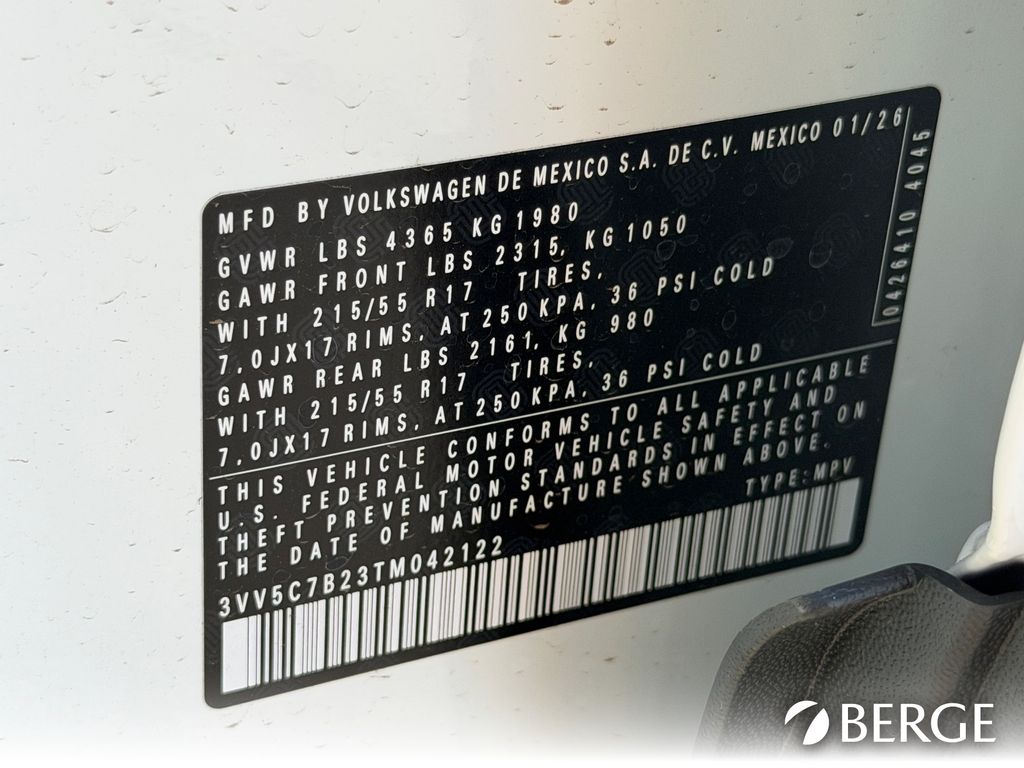 MFD BY VOLKSWAGEN DE MEXICO S.A. DE C.V. MEXICO 01/26
GVWR LBS 4365 KG 1980
GAWR FRONT LBS 2315, KG 1050
WITH 215/55 R17 TIRES,
7,0JX17 RIMS, AT 250 KPA, 36 PSI COLD
GAWR REAR LBS 2161, KG 980
WITH 215/55 R17 TIRES,
7,0JX17 RIMS, AT 250 KPA, 36 PSI COLD
0426410 4045
THIS VEHICLE CONFORMS TO ALL APPLICABLE
U.S. FEDERAL MOTOR VEHICLE SAFETY AND
THEFT PREVENTION STANDARDS IN EFFECT ON
THE DATE OF MANUFACTURE SHOWN ABOVE.
TYPE: MPV
3VV5C7B23TM042122
BERGE